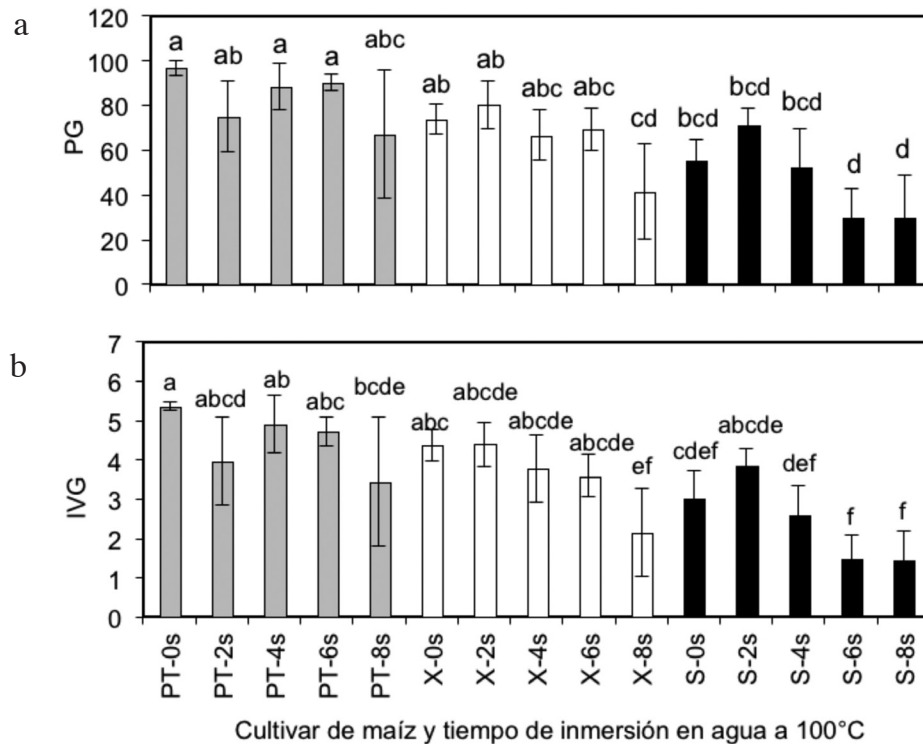 a
PG
120
100
80
60
40
20
0
a ab a a abc ab ab abc abc cd bcd bcd bcd d d
b
IVG
7
6
5
4
3
2
1
0
a abcd ab abc bcde abc abcde abcde abcde ef cdef abcde def f f
PT-0s PT-2s PT-4s PT-6s PT-8s X-0s X-2s X-4s X-6s X-8s S-0s S-2s S-4s S-6s S-8s
Cultivar de maíz y tiempo de inmersión en agua a 100°C